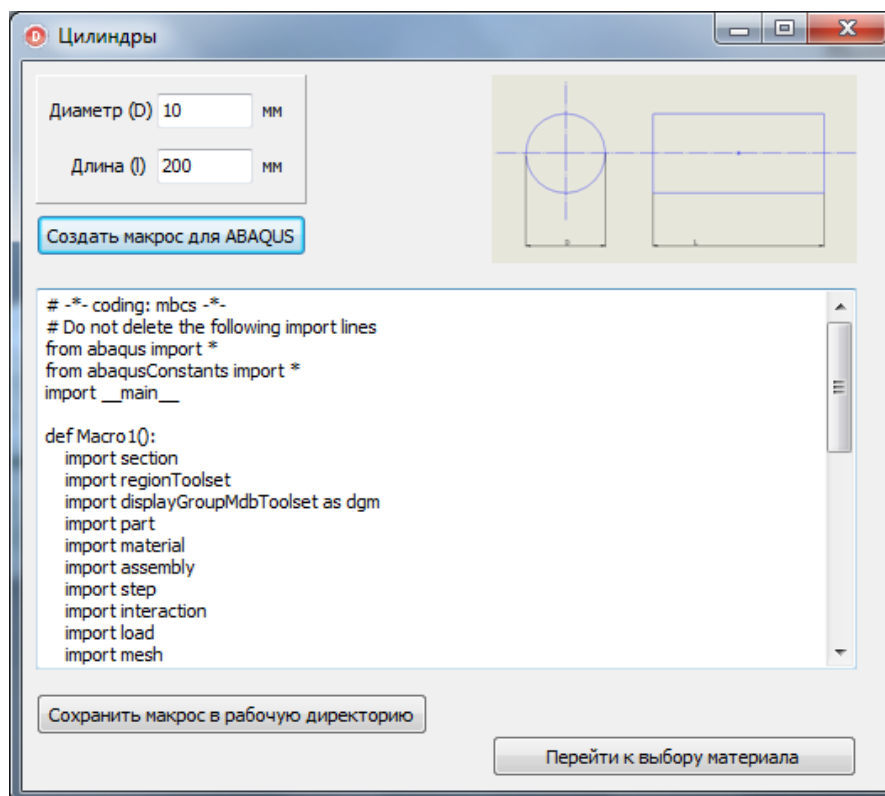 Цилиндры
Диаметр (D) 10 мм
Длина (l) 200 мм
D
L
Создать макрос для ABAQUS
# -*- coding: mbcs -*-
# Do not delete the following import lines
from abaqus import *
from abaqusConstants import *
import __main__
def Macro1():
import section
import regionToolset
import displayGroupMdbToolset as dgm
import part
import material
import assembly
import step
import interaction
import load
import mesh
Сохранить макрос в рабочую директорию
Перейти к выбору материала